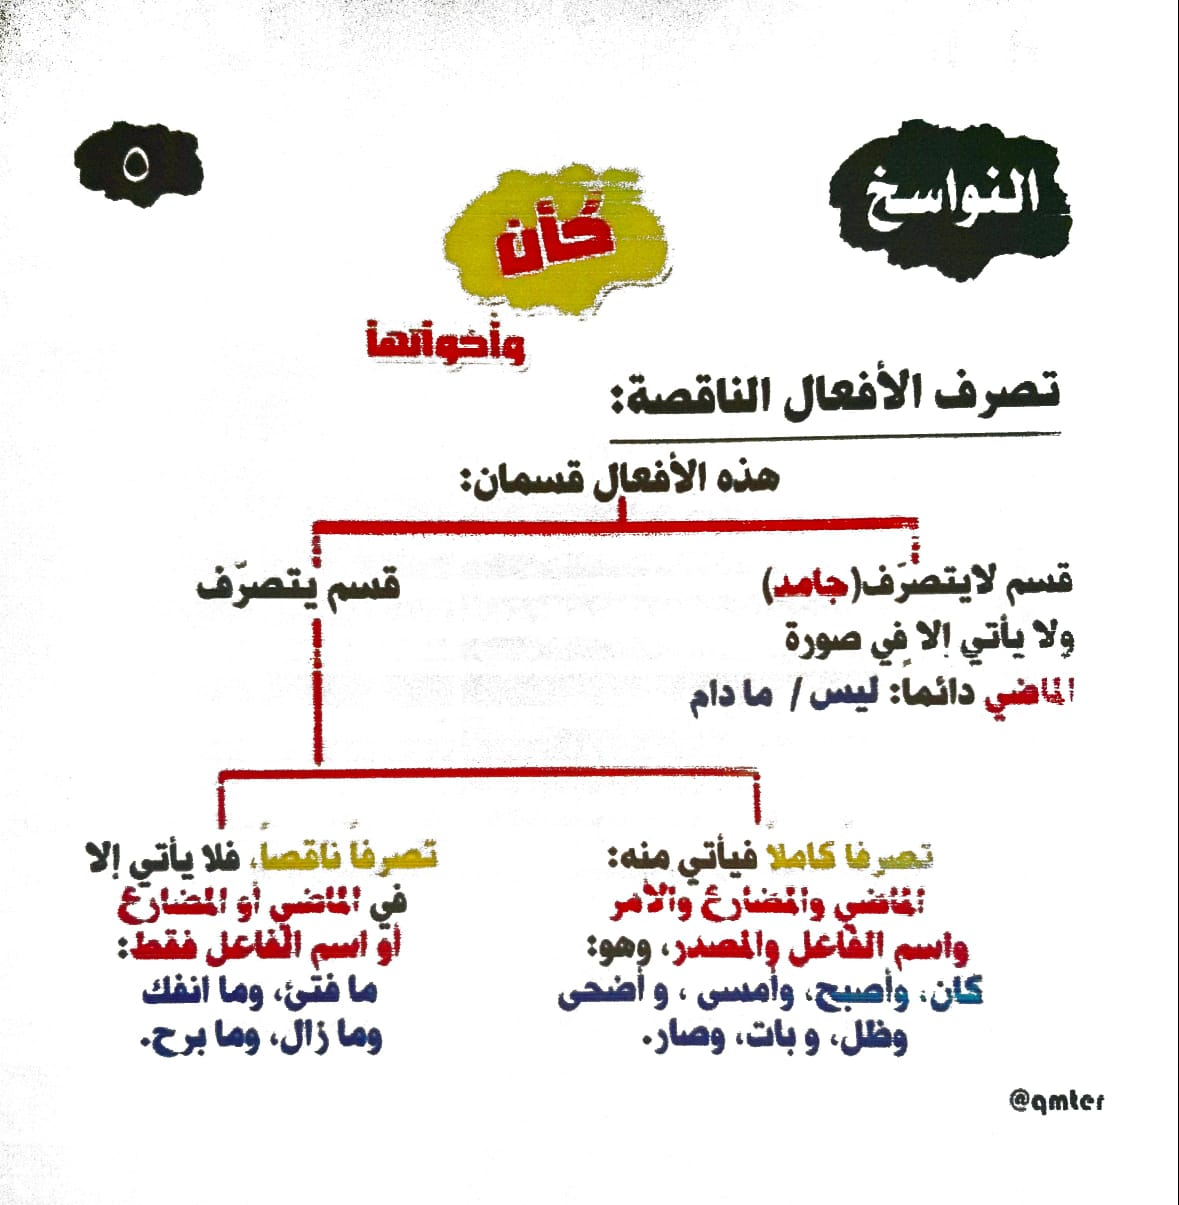 النواسخ
٥
كأن
وأخواتها
تصرف الأفعال الناقصة:
هذه الأفعال قسمان:
قسم لايتصرَف(جامد)
ولا يأتي إلا في صورة
الماضي دائماً: ليس / ما دام
قسم يتصرّف
تصرفاً كاملاً فيأتي منه:
الماضي والمضارع والأمر
واسم الفاعل والمصدر، وهو:
كان، وأصبح، وأمسى ، و أضحى
وظل، و بات، وصار.
تصرفاً ناقصاً، فلا يأتي إلا
في الماضي أو المضارع
أو اسم الفاعل فقط:
ما فتئ، وما انفك
وما زال، وما برح.
@qmter